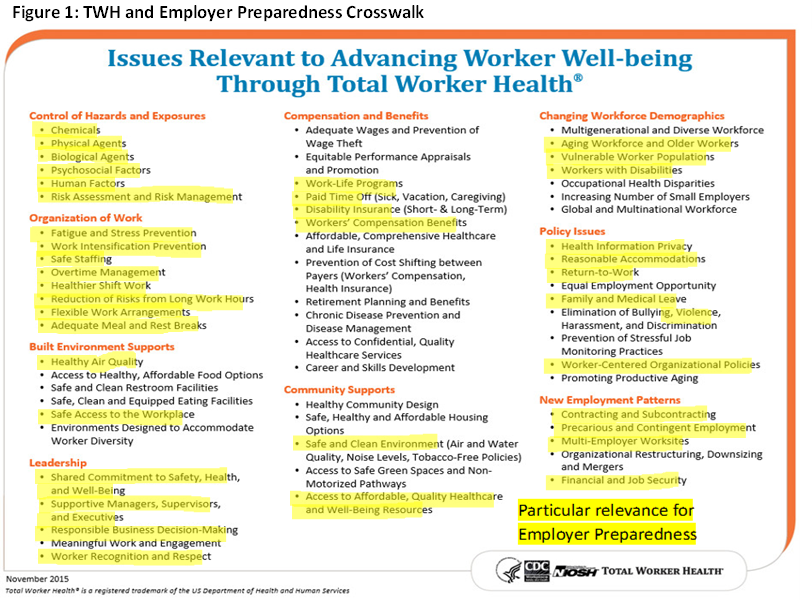 Figure 1: TWH and Employer Preparedness Crosswalk
Issues Relevant to Advancing Worker Well-being
Through Total Worker Health®
Control of Hazards and Exposures
• Chemicals
• Physical Agents
• Biological Agents
• Psychosocial Factors
• Human Factors
• Risk Assessment and Risk Management
Organization of Work
• Fatigue and Stress Prevention
• Work Intensification Prevention
• Safe Staffing
• Overtime Management
• Healthier Shift Work
• Reduction of Risks from Long Work Hours
• Flexible Work Arrangements
• Adequate Meal and Rest Breaks
Built Environment Supports
• Healthy Air Quality
• Access to Healthy, Affordable Food Options
• Safe and Clean Restroom Facilities
• Safe, Clean and Equipped Eating Facilities
• Safe Access to the Workplace
• Environments Designed to Accommodate
Worker Diversity
Leadership
• Shared Commitment to Safety, Health,
and Well-Being
• Supportive Managers, Supervisors,
and Executives
• Responsible Business Decision-Making
• Meaningful Work and Engagement
• Worker Recognition and Respect
Compensation and Benefits
• Adequate Wages and Prevention of
Wage Theft
• Equitable Performance Appraisals
and Promotion
• Work-Life Programs
• Paid Time Off (Sick, Vacation, Caregiving)
• Disability Insurance (Short- & Long-Term)
• Workers' Compensation Benefits
• Affordable, Comprehensive Healthcare
and Life Insurance
• Prevention of Cost Shifting between
Payers (Workers' Compensation,
Health Insurance)
• Retirement Planning and Benefits
• Chronic Disease Prevention and
Disease Management
• Access to Confidential, Quality
Healthcare Services
• Career and Skills Development
Community Supports
• Healthy Community Design
• Safe, Healthy and Affordable Housing
Options
• Safe and Clean Environment (Air and Water
Quality, Noise Levels, Tobacco-Free Policies)
• Access to Safe Green Spaces and Non-
Motorized Pathways
• Access to Affordable, Quality Healthcare
and Well-Being Resources
Changing Workforce Demographics
• Multigenerational and Diverse Workforce
• Aging Workforce and Older Workers
• Vulnerable Worker Populations
• Workers with Disabilities
• Occupational Health Disparities
• Increasing Number of Small Employers
• Global and Multinational Workforce
Policy Issues
• Health Information Privacy
• Reasonable Accommodations
• Return-to-Work
• Equal Employment Opportunity
• Family and Medical Leave
• Elimination of Bullying, Violence,
Harassment, and Discrimination
• Prevention of Stressful Job
Monitoring Practices
• Worker-Centered Organizational Policies
• Promoting Productive Aging
New Employment Patterns
• Contracting and Subcontracting
• Precarious and Contingent Employment
• Multi-Employer Worksites
• Organizational Restructuring, Downsizing
and Mergers
• Financial and Job Security
Particular relevance for
Employer Preparedness
CDC NIOSH TOTAL WORKER HEALTH®
November 2015
Total Worker Health® is a registered trademark of the US Department of Health and Human Services